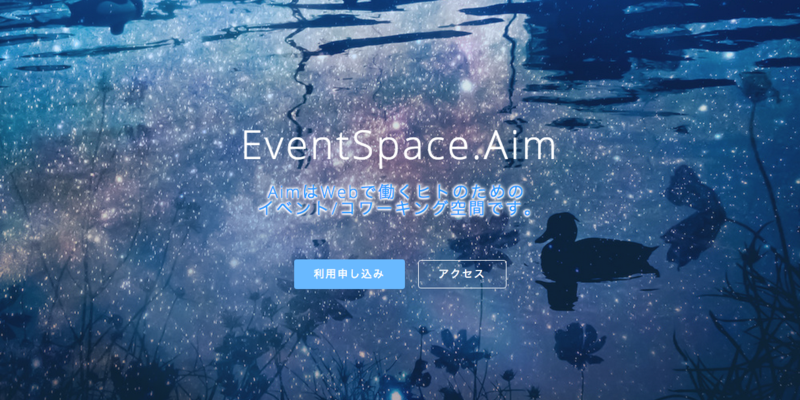 EventSpace.Aim
AimはWebで働くヒトのための
イベント/コワーキング空間です。
利用申し込み
アクセス